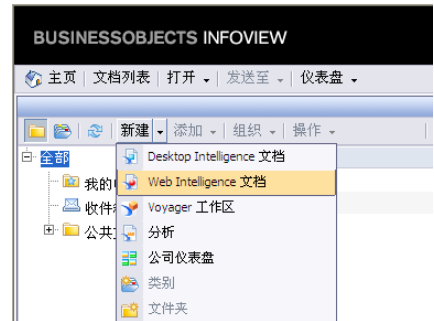 BUSINESSOBJECTS INFOVIEW
主页 文档列表 打开 发送至 仪表盘
新建 添加 组织 操作
全部
Desktop Intelligence 文档
我的
Web Intelligence 文档
收件
Voyager 工作区
公共
分析
公司仪表盘
类别
文件夹